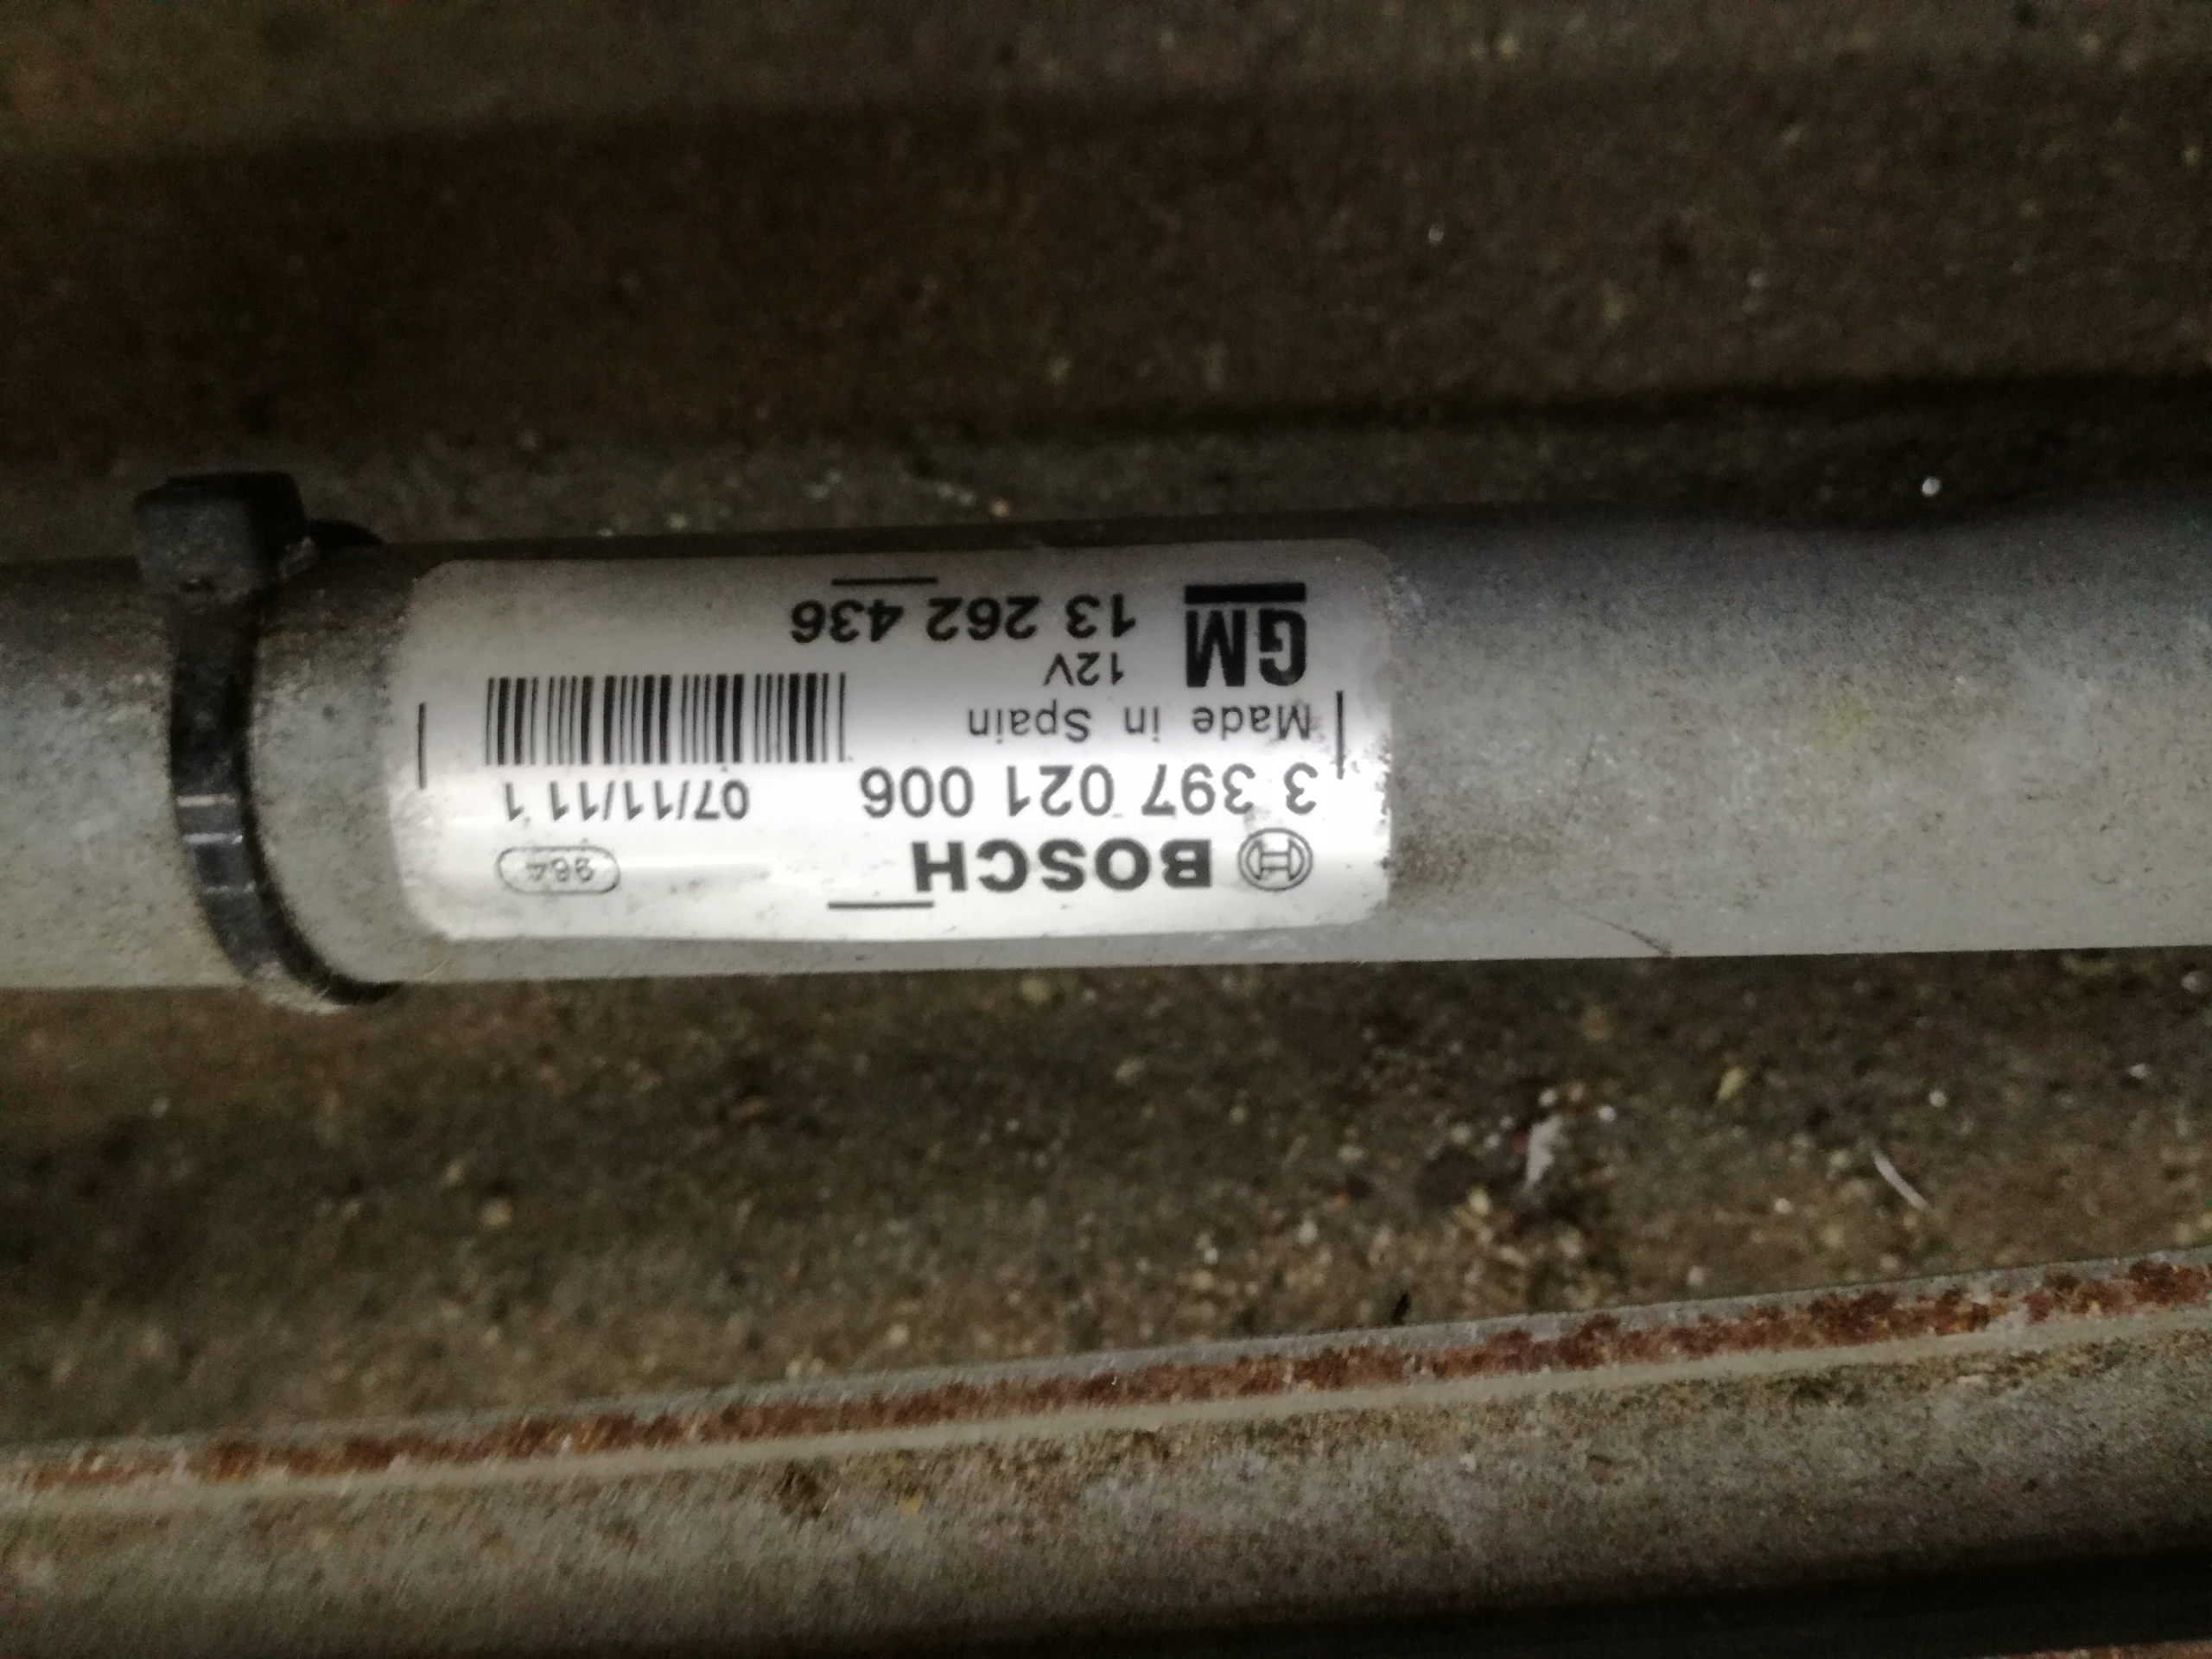 BOSCH 984
3 397 021 006 07/11/11 1
Made in Spain
12V
GM 13 262 436